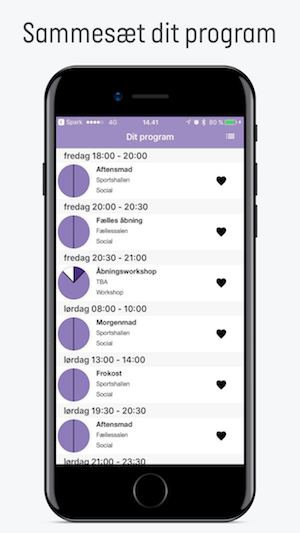 Sammesæt dit program
Spark 4G 14.41 80 %
Dit program
fredag 18:00 - 20:00
Aftensmad
Sportshallen
Social
fredag 20:00 - 20:30
Fælles åbning
Fællessalen
Social
fredag 20:30 - 21:00
Åbningsworkshop
TBA
Workshop
lørdag 08:00 - 10:00
Morgenmad
Sportshallen
Social
lørdag 13:00 - 14:00
Frokost
Sportshallen
Social
lørdag 19:30 - 20:30
Aftensmad
Fællessalen
Social
lørdag 21:00 - 23:30